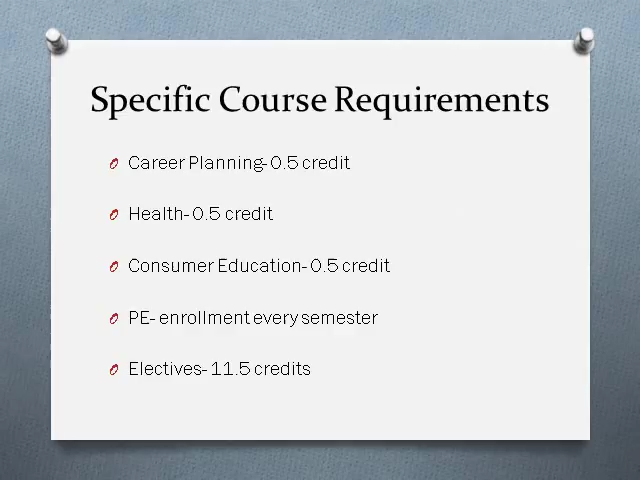 Specific Course Requirements
Career Planning- 0.5 credit
Health- 0.5 credit
Consumer Education- 0.5 credit
PE- enrollment every semester
Electives- 11.5 credits